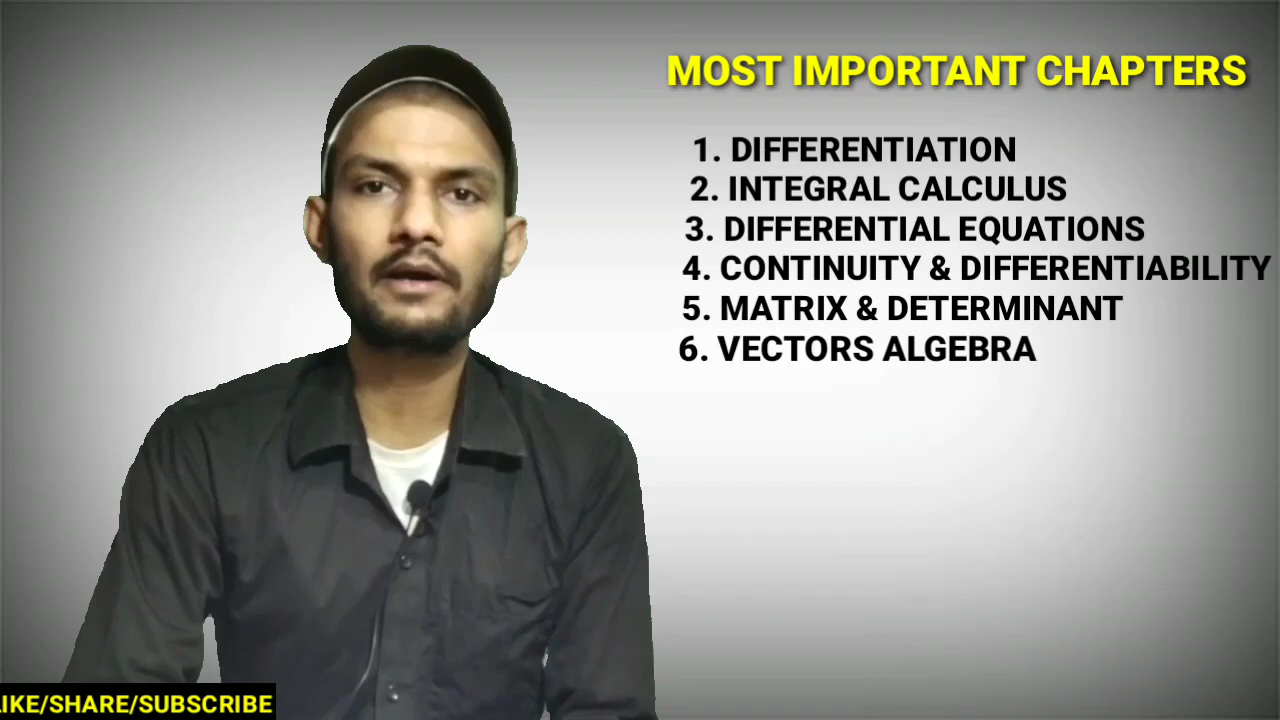 MOST IMPORTANT CHAPTERS
1. DIFFERENTIATION
2. INTEGRAL CALCULUS
3. DIFFERENTIAL EQUATIONS
4. CONTINUITY & DIFFERENTIABILITY
5. MATRIX & DETERMINANT
6. VECTORS ALGEBRA
LIKE/SHARE/SUBSCRIBE